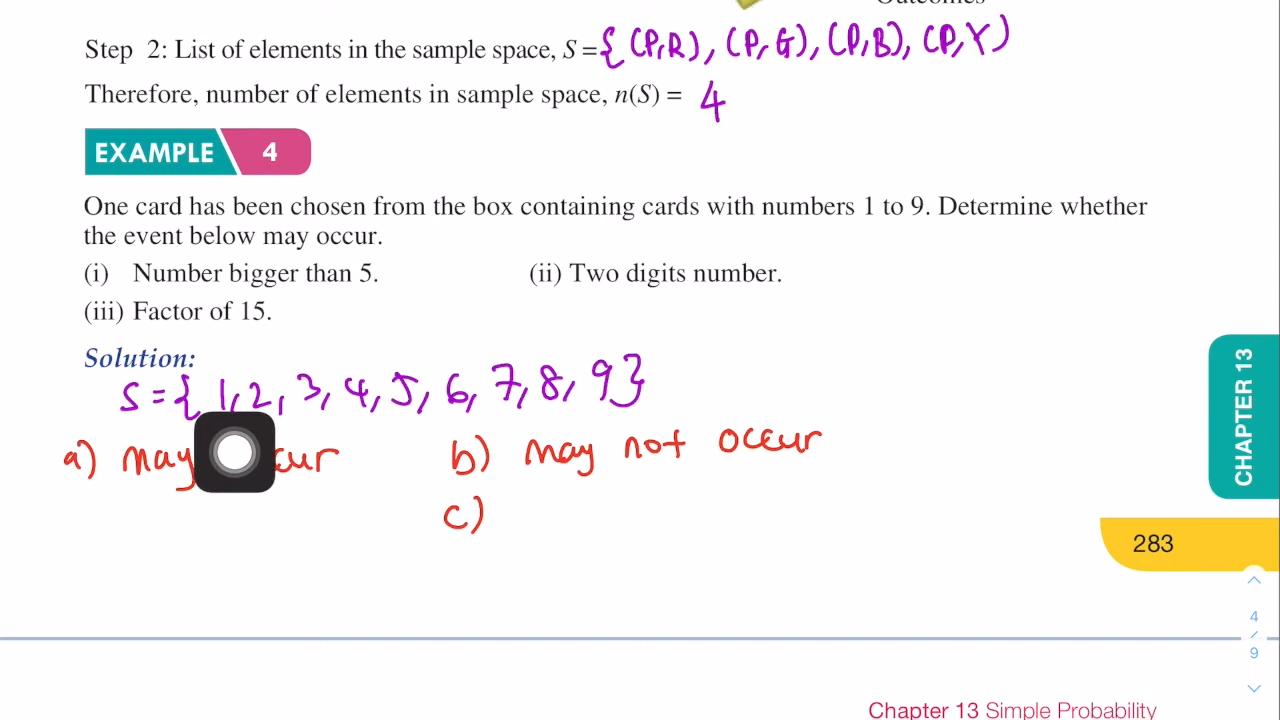 Step 2: List of elements in the sample space, S = { (P,R), (P,G), (P,B), (P,Y)
Therefore, number of elements in sample space, n(S) = 4
EXAMPLE 4
One card has been chosen from the box containing cards with numbers 1 to 9. Determine whether
the event below may occur.
(i) Number bigger than 5. (ii) Two digits number.
(iii) Factor of 15.
Solution:
S = { 1, 2, 3, 4, 5, 6, 7, 8, 9 }
a) may cur b) may not occur
c)
CHAPTER 13
283
4
/
9
Chapter 13 Simple Probability